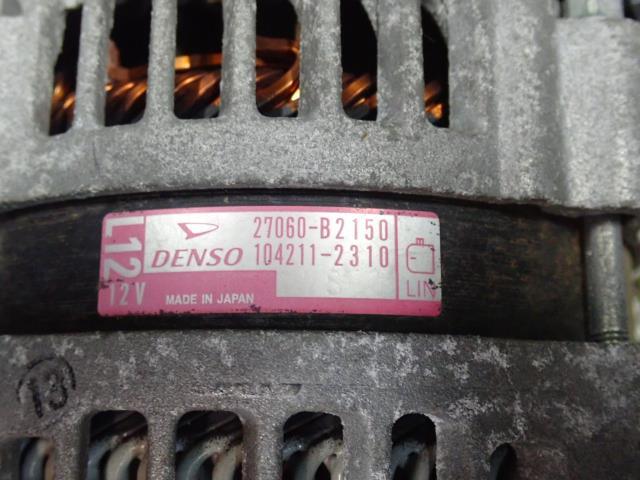 L12
27060-B2150
DENSO 104211-2310
12V MADE IN JAPAN
LIN
13